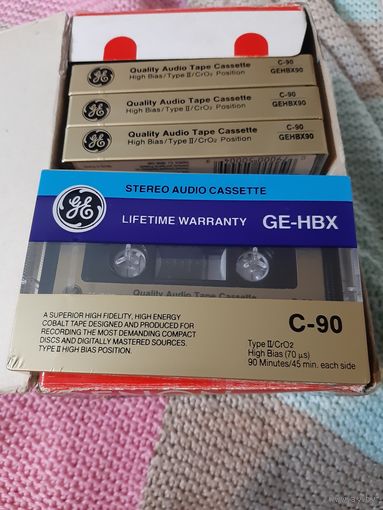 Quality Audio Tape Cassette C-90
High Bias/Type II/CrO2 Position GEHBX90
Quality Audio Tape Cassette C-90
High Bias/Type II/CrO2 Position GEHBX90
Quality Audio Tape Cassette C-90
High Bias/Type II/CrO2 Position GEHBX90
GE
STEREO AUDIO CASSETTE
LIFETIME WARRANTY GE-HBX
Quality Audio Tape Cassette
A SUPERIOR HIGH FIDELITY, HIGH ENERGY
COBALT TAPE DESIGNED AND PRODUCED FOR
RECORDING THE MOST DEMANDING COMPACT
DISCS AND DIGITALLY MASTERED SOURCES.
TYPE II HIGH BIAS POSITION.
C-90
Type II/CrO2
High Bias (70 µs)
90 Minutes/45 min. each side